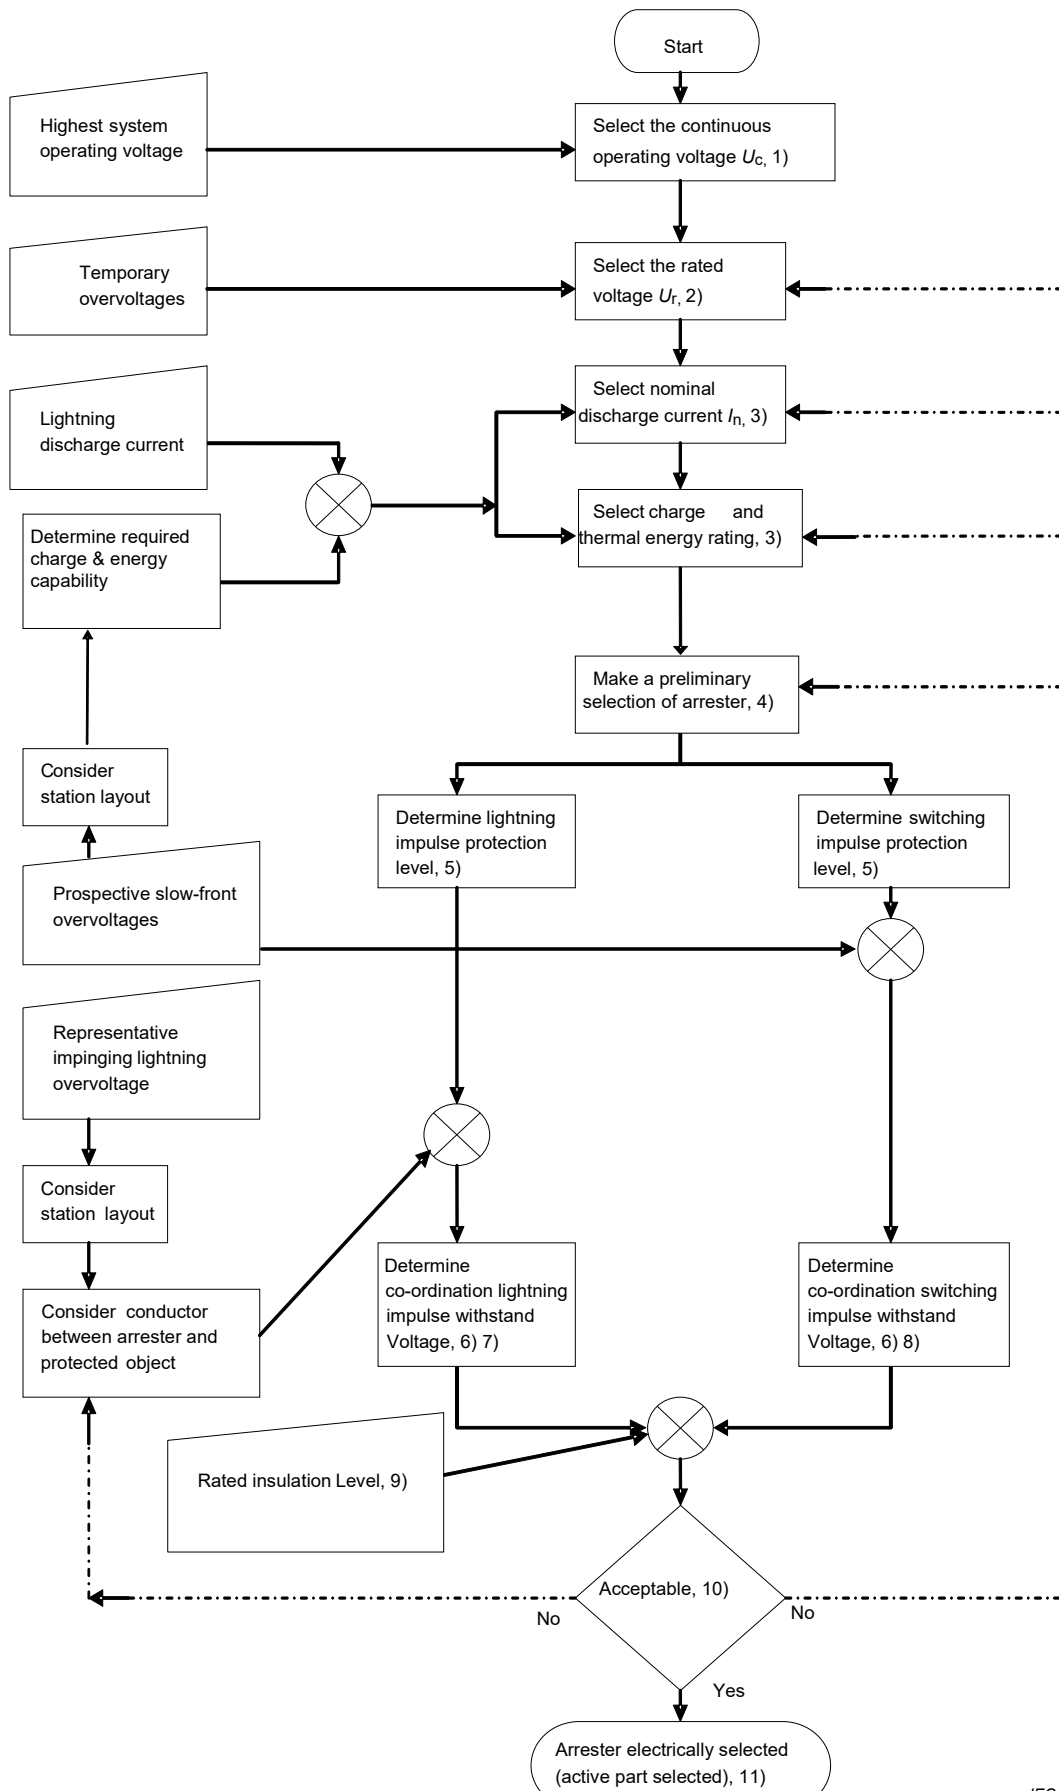 Start
Highest system
operating voltage
Select the continuous
operating voltage Uc, 1)
Temporary
overvoltages
Select the rated
voltage Ur, 2)
Lightning
discharge current
Select nominal
discharge current In, 3)
Determine required
charge & energy
capability
Select charge and
thermal energy rating, 3)
Make a preliminary
selection of arrester, 4)
Consider
station layout
Determine lightning
impulse protection
level, 5)
Determine switching
impulse protection
level, 5)
Prospective slow-front
overvoltages
Representative
impinging lightning
overvoltage
Consider
station layout
Determine
co-ordination lightning
impulse withstand
Voltage, 6) 7)
Determine
co-ordination switching
impulse withstand
Voltage, 6) 8)
Consider conductor
between arrester and
protected object
Rated insulation Level, 9)
Acceptable, 10)
No
No
Yes
Arrester electrically selected
(active part selected), 11)